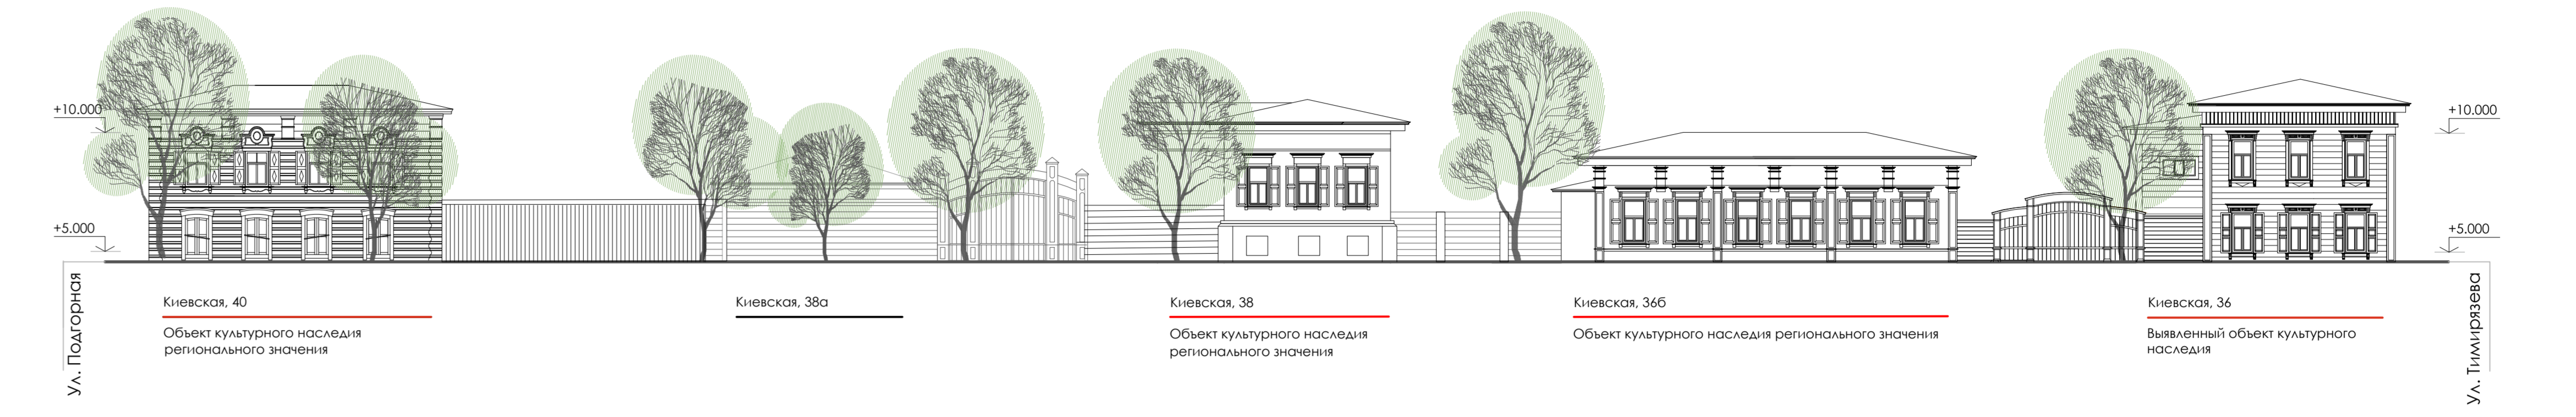 +10.000
+5.000
Ул. Подгорная
Киевская, 40
Объект культурного наследия
регионального значения
Киевская, 38а
Киевская, 38
Объект культурного наследия
регионального значения
Киевская, 36б
Объект культурного наследия регионального значения
Киевская, 36
Выявленный объект культурного
наследия
+10.000
+5.000
Ул. Тимирязева